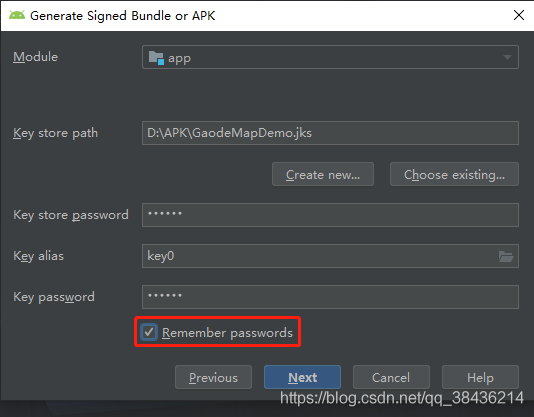 Generate Signed Bundle or APK
Module
app
Key store path
D:\APK\GaodeMapDemo.jks
Create new...
Choose existing...
Key store password
••••••
Key alias
key0
Key password
••••••
Remember passwords
Previous
Next
Cancel
Help
https://blog.csdn.net/qq_38436214